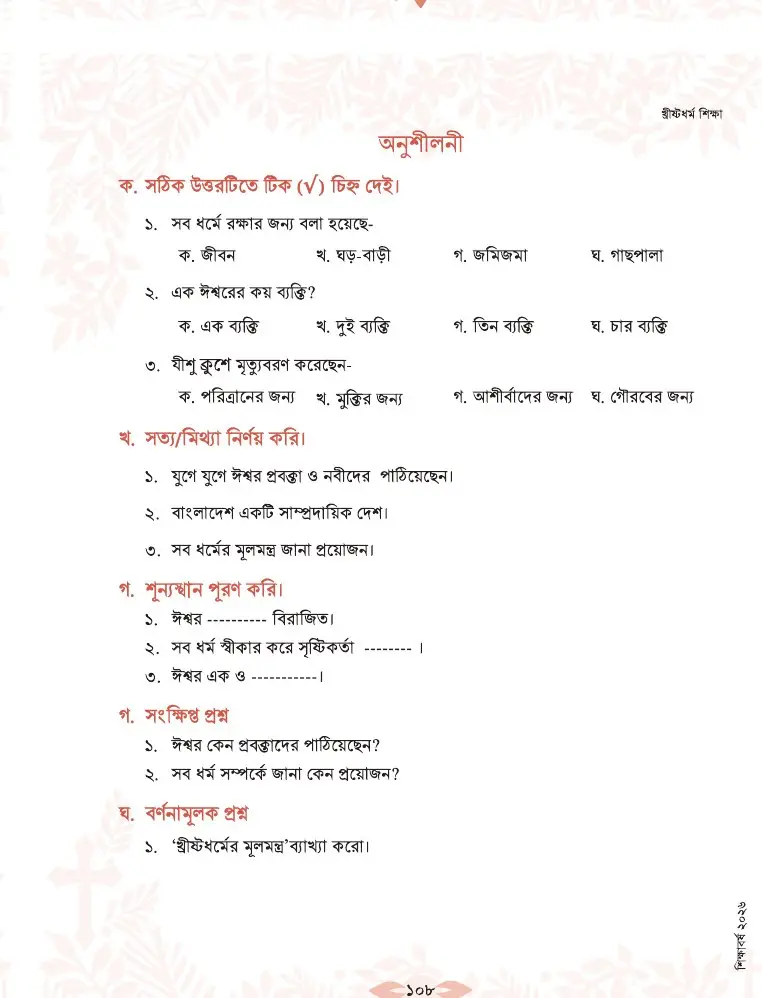 খ্রীষ্টধর্ম শিক্ষা
অনুশীলনী
ক. সঠিক উত্তরটিতে টিক (√) চিহ্ন দেই।
১. সব ধর্মে রক্ষার জন্য বলা হয়েছে-
ক. জীবন খ. ঘড়-বাড়ী গ. জমিজমা ঘ. গাছপালা
২. এক ঈশ্বরের কয় ব্যক্তি?
ক. এক ব্যক্তি খ. দুই ব্যক্তি গ. তিন ব্যক্তি ঘ. চার ব্যক্তি
৩. যীশু ক্রুশে মৃত্যুবরণ করেছেন-
ক. পরিত্রানের জন্য খ. মুক্তির জন্য গ. আশীর্বাদের জন্য ঘ. গৌরবের জন্য
খ. সত্য/মিথ্যা নির্ণয় করি।
১. যুগে যুগে ঈশ্বর প্রবক্তা ও নবীদের পাঠিয়েছেন।
২. বাংলাদেশ একটি সাম্প্রদায়িক দেশ।
৩. সব ধর্মের মূলমন্ত্র জানা প্রয়োজন।
গ. শূন্যস্থান পূরণ করি।
১. ঈশ্বর ---------- বিরাজিত।
২. সব ধর্ম স্বীকার করে সৃষ্টিকর্তা -------- ।
৩. ঈশ্বর এক ও -----------।
গ. সংক্ষিপ্ত প্রশ্ন
১. ঈশ্বর কেন প্রবক্তাদের পাঠিয়েছেন?
২. সব ধর্ম সম্পর্কে জানা কেন প্রয়োজন?
ঘ. বর্ণনামূলক প্রশ্ন
১. ‘খ্রীষ্টধর্মের মূলমন্ত্র’ব্যাখ্যা করো।
শিক্ষাবর্ষ ২০২৬
১০৮